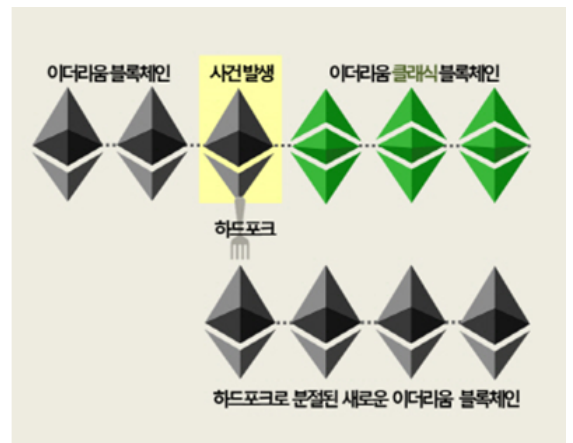 이더리움 블록체인
사건 발생
이더리움 클래식 블록체인
하드포크
하드포크로 분절된 새로운 이더리움 블록체인